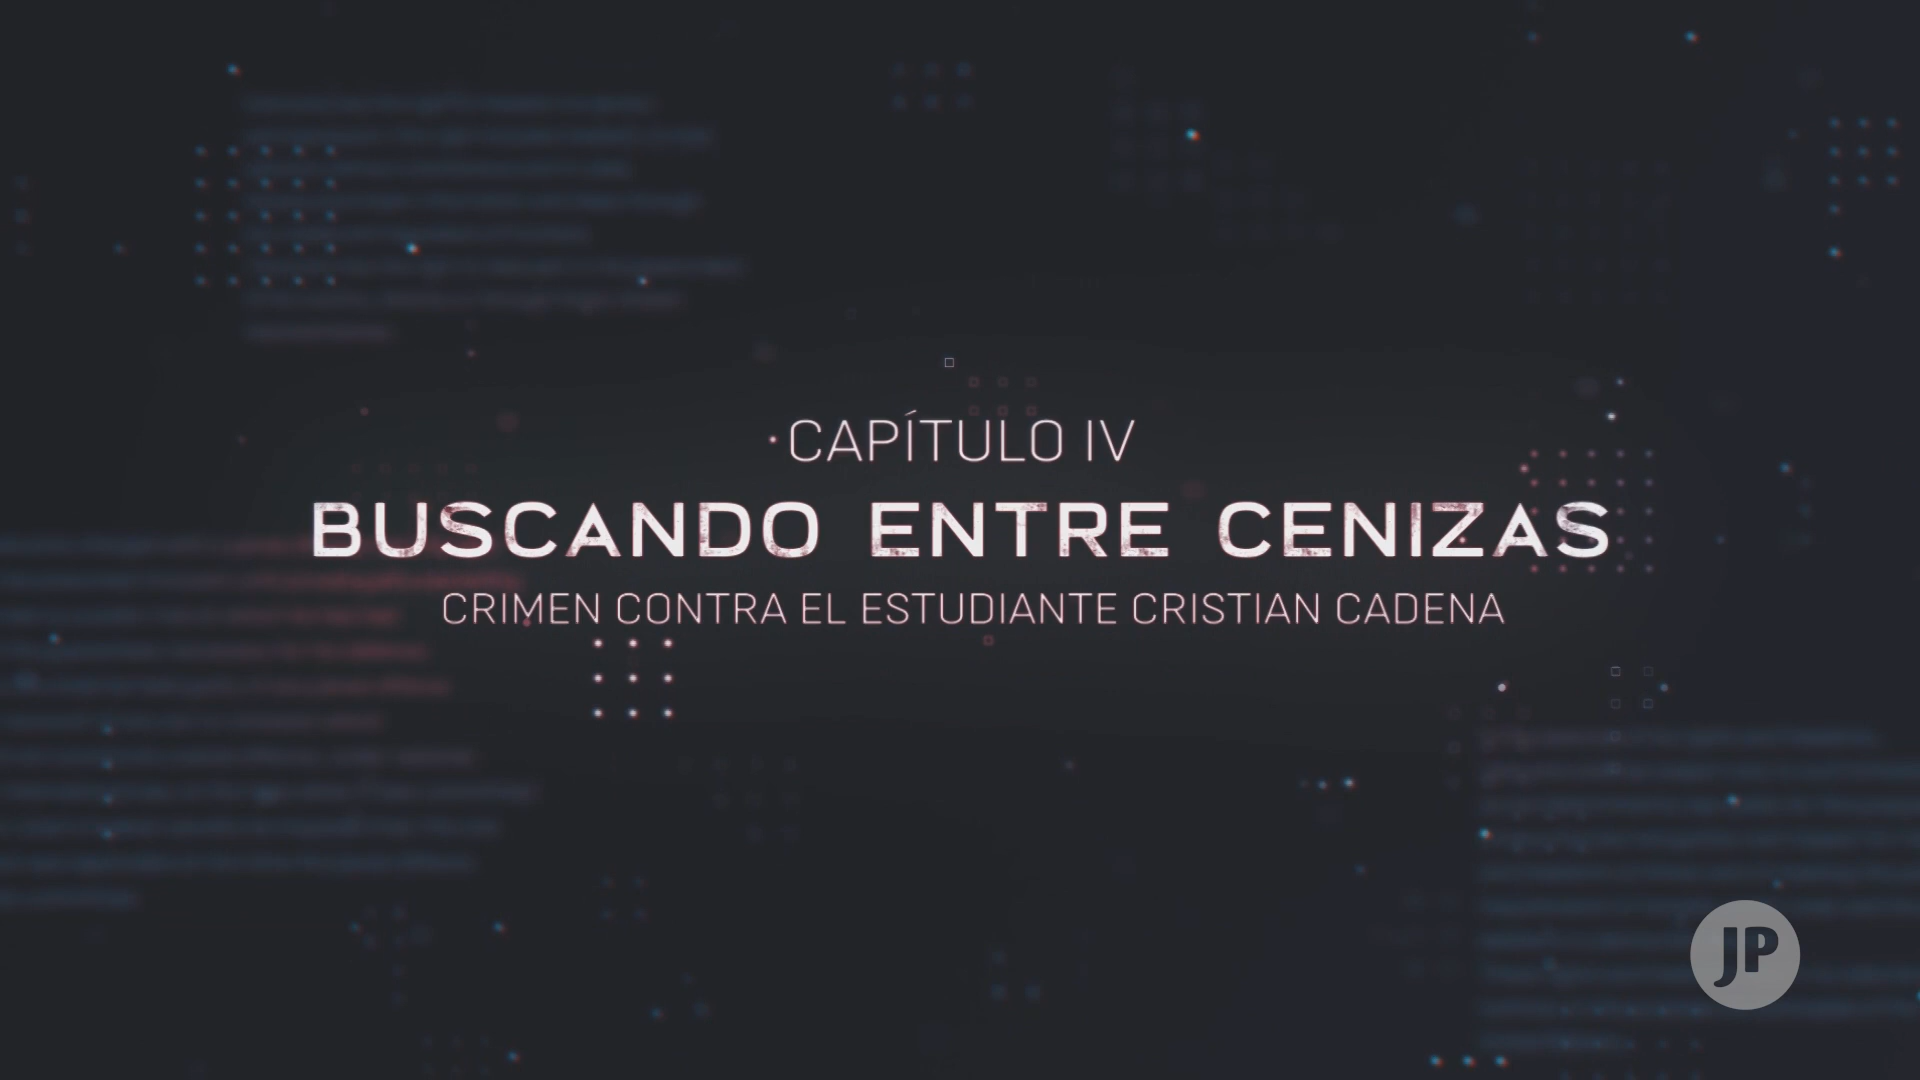 CAPÍTULO IV
BUSCANDO ENTRE CENIZAS
CRIMEN CONTRA EL ESTUDIANTE CRISTIAN CADENA
JP